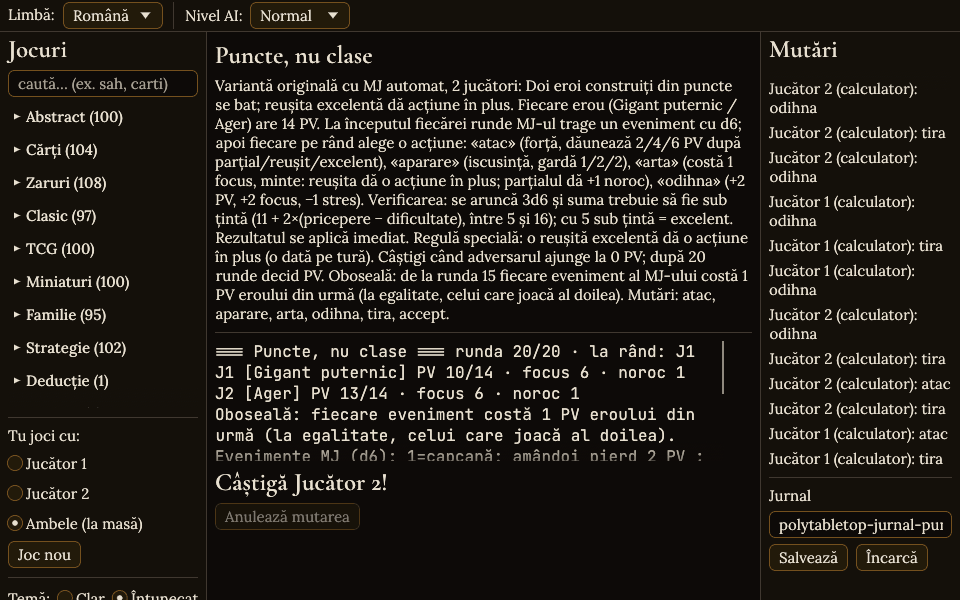 Limbă: Română ▼ Nivel AI: Normal ▼
Jocuri
caută... (ex. sah, carti)
▸ Abstract (100)
▸ Cărți (104)
▸ Zaruri (108)
▸ Clasic (97)
▸ TCG (100)
▸ Miniaturi (100)
▸ Familie (95)
▸ Strategie (102)
▸ Deducție (1)
Tu joci cu:
Jucător 1
Jucător 2
Ambele (la masă)
Joc nou
Temă: Clar Întunecat
Puncte, nu clase
Variantă originală cu MJ automat, 2 jucători: Doi eroi construiți din puncte
se bat; reușita excelentă dă acțiune în plus. Fiecare erou (Gigant puternic /
Ager) are 14 PV. La începutul fiecărei runde MJ-ul trage un eveniment cu d6;
apoi fiecare pe rând alege o acțiune: «atac» (forță, dăunează 2/4/6 PV după
parțial/reușit/excelent), «aparare» (iscusință, gardă 1/2/2), «arta» (costă 1
focus, minte: reușita dă o acțiune în plus; parțialul dă +1 noroc), «odihna» (+2
PV, +2 focus, −1 stres). Verificarea: se aruncă 3d6 și suma trebuie să fie sub
țintă (11 + 2×(pricepere − dificultate), între 5 și 16); cu 5 sub țintă = excelent.
Rezultatul se aplică imediat. Regulă specială: o reușită excelentă dă o acțiune
în plus (o dată pe tură). Câștigi când adversarul ajunge la 0 PV; după 20
runde decid PV. Oboseală: de la runda 15 fiecare eveniment al MJ-ului costă 1
PV eroului din urmă (la egalitate, celui care joacă al doilea). Mutări: atac,
aparare, arta, odihna, tira, accept.
═══ Puncte, nu clase ═══ runda 20/20 · la rând: J1
J1 [Gigant puternic] PV 10/14 · focus 6 · noroc 1
J2 [Ager] PV 13/14 · focus 6 · noroc 1
Oboseală: fiecare eveniment costă 1 PV eroului din
urmă (la egalitate, celui care joacă al doilea).
Evenimente MJ (d6): 1=capcană: amândoi pierd 2 PV ;
Câștigă Jucător 2!
Anulează mutarea
Mutări
Jucător 2 (calculator):
odihna
Jucător 2 (calculator): tira
Jucător 2 (calculator):
odihna
Jucător 1 (calculator):
odihna
Jucător 1 (calculator): tira
Jucător 1 (calculator):
odihna
Jucător 2 (calculator):
odihna
Jucător 2 (calculator): tira
Jucător 2 (calculator): atac
Jucător 2 (calculator): tira
Jucător 1 (calculator): atac
Jucător 1 (calculator): tira
Jurnal
polytabletop-jurnal-pun
Salvează Încarcă